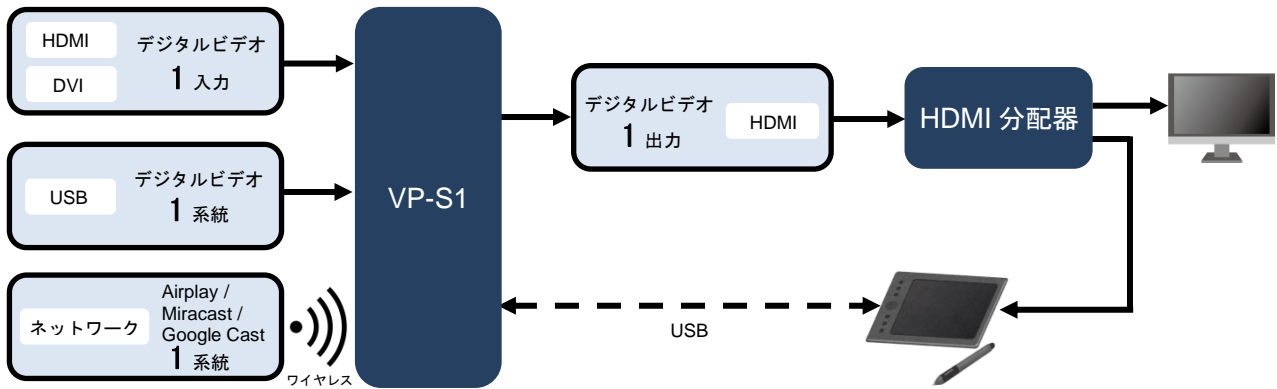 HDMI
DVI
デジタルビデオ
1 入力
USB
デジタルビデオ
1 系統
ネットワーク
Airplay /
Miracast /
Google Cast
1 系統
ワイヤレス
VP-S1
デジタルビデオ
1 出力
HDMI
HDMI 分配器
USB